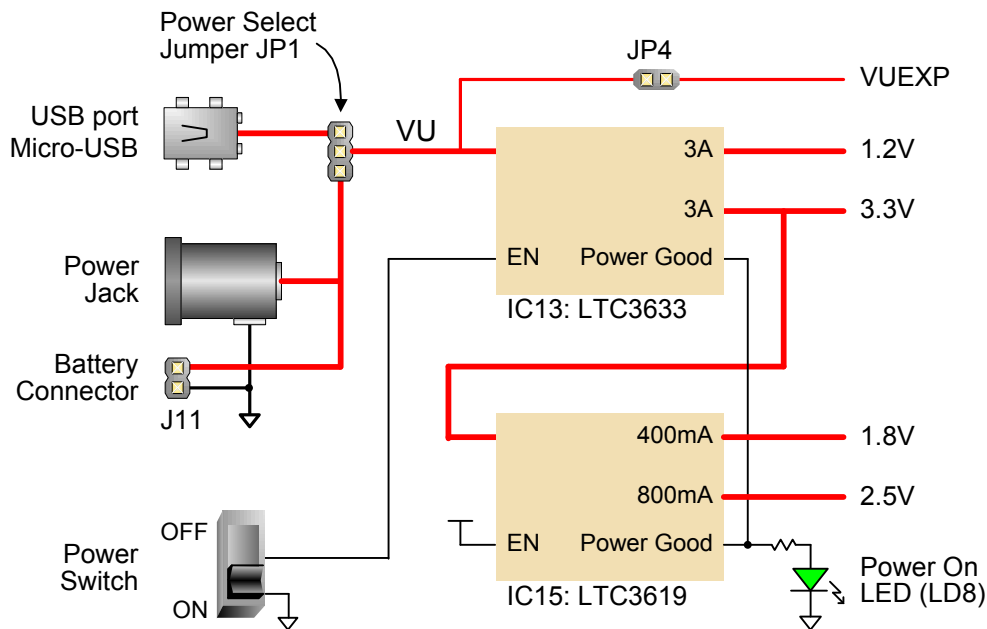 Power Select
Jumper JP1
JP4
VUEXP
USB port
Micro-USB
VU
3A
1.2V
3A
3.3V
EN
Power Good
IC13: LTC3633
Power
Jack
Battery
Connector
J11
400mA
1.8V
800mA
2.5V
EN
Power Good
IC15: LTC3619
OFF
Power
Switch
ON
Power On
LED (LD8)